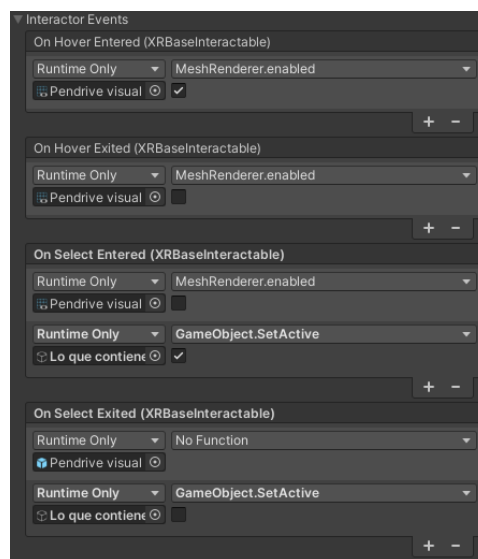 Interactor Events
On Hover Entered (XRBaseInteractable)
Runtime Only MeshRenderer.enabled
Pendrive visual
+ -
On Hover Exited (XRBaseInteractable)
Runtime Only MeshRenderer.enabled
Pendrive visual
+ -
On Select Entered (XRBaseInteractable)
Runtime Only MeshRenderer.enabled
Pendrive visual
Runtime Only GameObject.SetActive
Lo que contiene
+ -
On Select Exited (XRBaseInteractable)
Runtime Only No Function
Pendrive visual
Runtime Only GameObject.SetActive
Lo que contiene
+ -